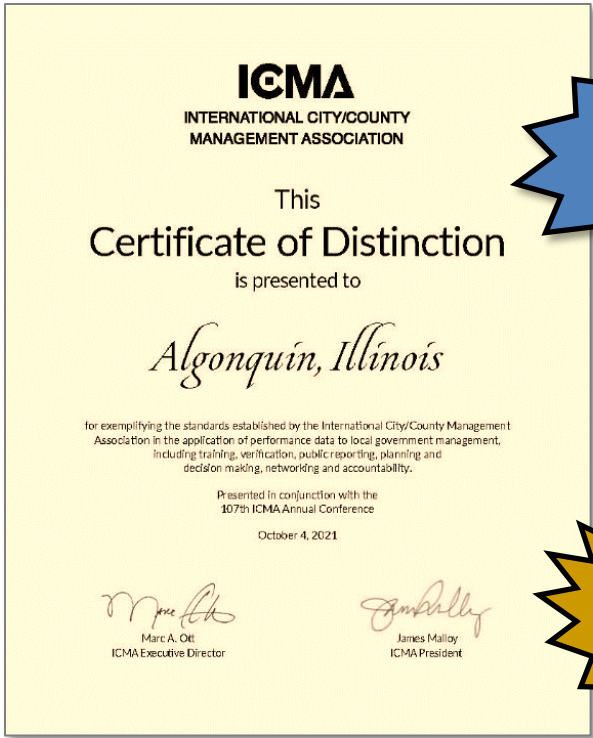 ICMA
INTERNATIONAL CITY/COUNTY
MANAGEMENT ASSOCIATION
This
Certificate of Distinction
is presented to
Algonquin, Illinois
for exemplifying the standards established by the International City/County Management
Association in the application of performance data to local government management,
including training, verification, public reporting, planning and
decision making, networking and accountability.
Presented in conjunction with the
107th ICMA Annual Conference
October 4, 2021
Marc A. Ott
ICMA Executive Director
James Malloy
ICMA President